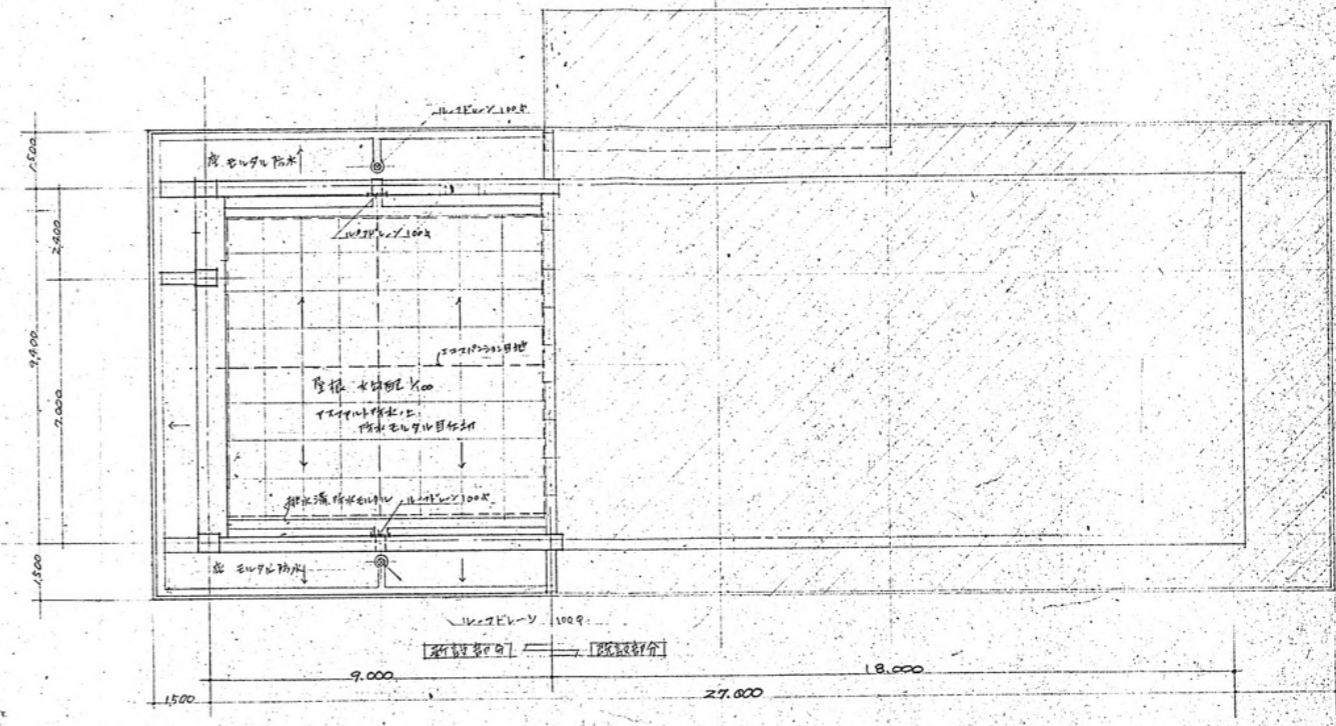 ルーフドレーン 100φ
庇 モルタル防水
ルーフドレーン 100φ
エキスパンション目地
屋根 水勾配 1/100
アスファルト防水上
防水モルタル目仕切
排水溝防水モルタル
ルーフドレーン 100φ
庇 モルタル防水
ルーフドレーン 100φ
新設部分
既設部分
1,500
2,400
9,400
7,000
1,500
1,500
9.000
18.000
27.000